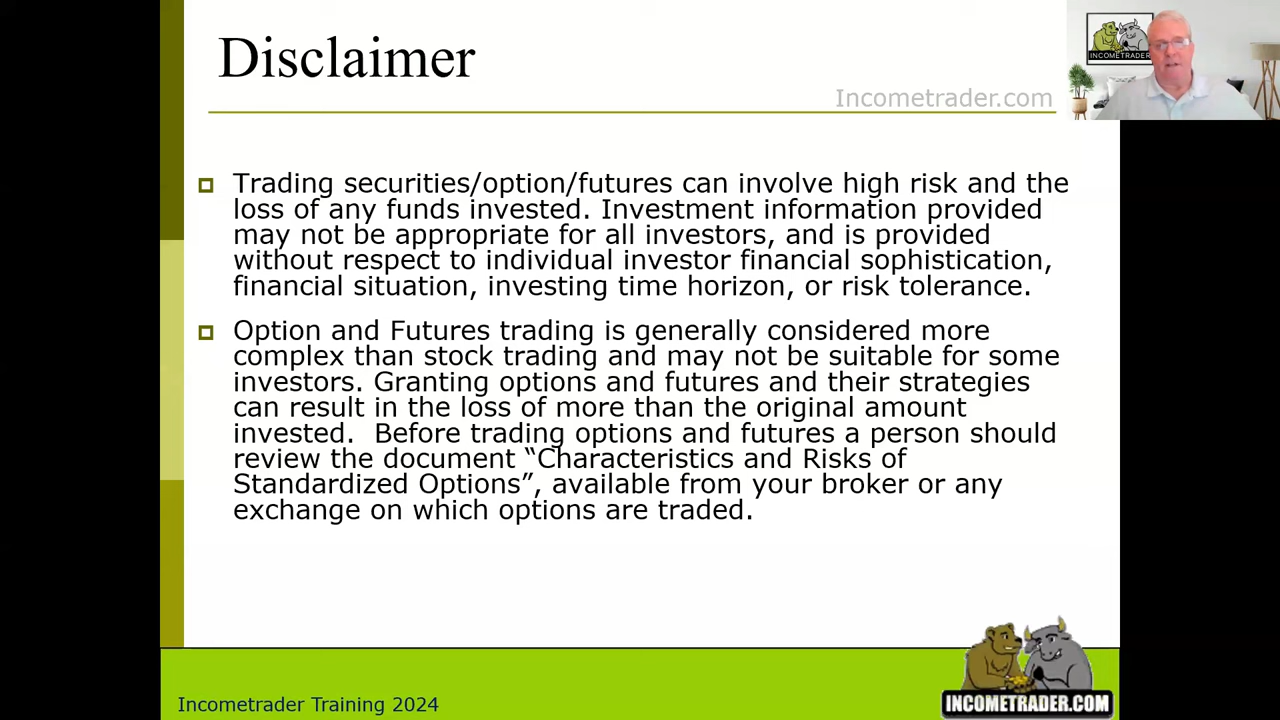 Disclaimer
Incometrader.com
INCOMETRADER
Trading securities/option/futures can involve high risk and the
loss of any funds invested. Investment information provided
may not be appropriate for all investors, and is provided
without respect to individual investor financial sophistication,
financial situation, investing time horizon, or risk tolerance.
Option and Futures trading is generally considered more
complex than stock trading and may not be suitable for some
investors. Granting options and futures and their strategies
can result in the loss of more than the original amount
invested.  Before trading options and futures a person should
review the document “Characteristics and Risks of
Standardized Options”, available from your broker or any
exchange on which options are traded.
Incometrader Training 2024
INCOMETRADER.COM